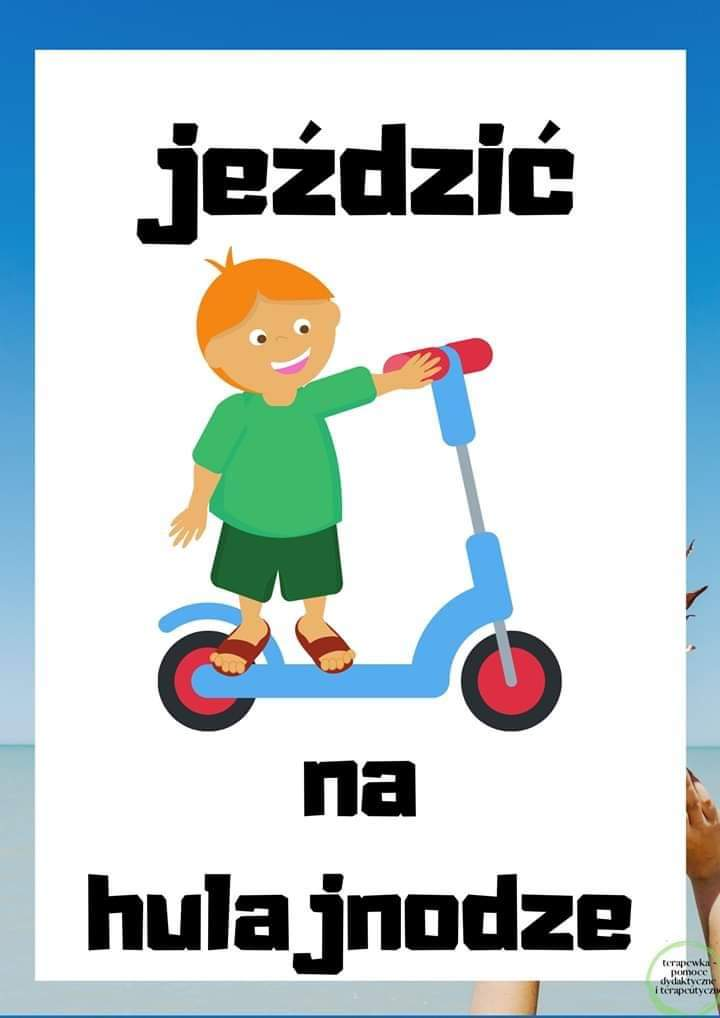 jeździć
na
hulajnodze
terapewka -
pomoce
dydaktyczne
i terapeutyczne